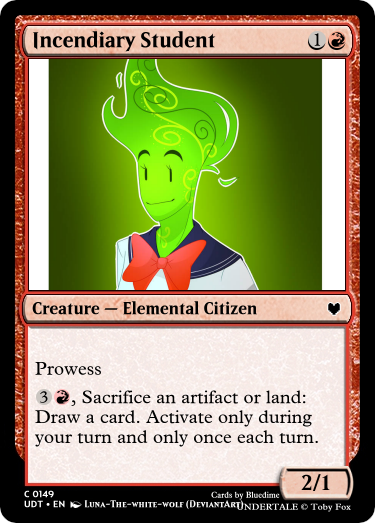 Incendiary Student 1
Creature — Elemental Citizen
Prowess
3, Sacrifice an artifact or land:
Draw a card. Activate only during
your turn and only once each turn.
2/1
C 0149 Cards by Bluedime
UDT • EN Luna-The-white-wolf (DeviantArt) UNDERTALE © Toby Fox